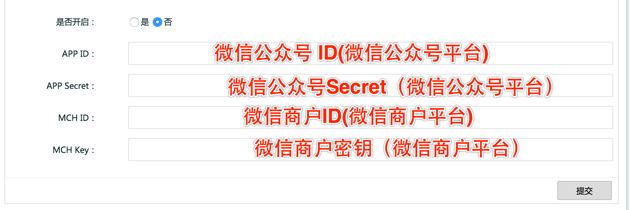 是否开启： 是 否
APP ID： 微信公众号 ID(微信公众号平台)
APP Secret： 微信公众号Secret（微信公众号平台）
MCH ID： 微信商户ID(微信商户平台)
MCH Key： 微信商户密钥（微信商户平台）
提交